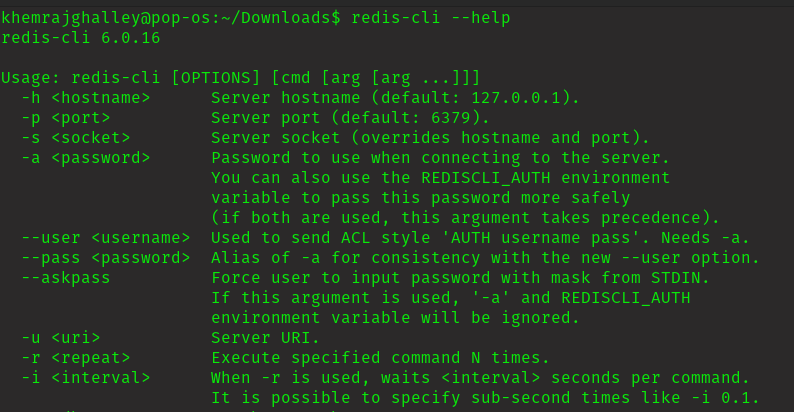 khemrajghalley@pop-os:~/Downloads$ redis-cli --help
redis-cli 6.0.16
Usage: redis-cli [OPTIONS] [cmd [arg [arg ...]]]
-h <hostname> Server hostname (default: 127.0.0.1).
-p <port> Server port (default: 6379).
-s <socket> Server socket (overrides hostname and port).
-a <password> Password to use when connecting to the server.
You can also use the REDISCLI_AUTH environment
variable to pass this password more safely
(if both are used, this argument takes precedence).
--user <username> Used to send ACL style 'AUTH username pass'. Needs -a.
--pass <password> Alias of -a for consistency with the new --user option.
--askpass Force user to input password with mask from STDIN.
If this argument is used, '-a' and REDISCLI_AUTH
environment variable will be ignored.
-u <uri> Server URI.
-r <repeat> Execute specified command N times.
-i <interval> When -r is used, waits <interval> seconds per command.
It is possible to specify sub-second times like -i 0.1.